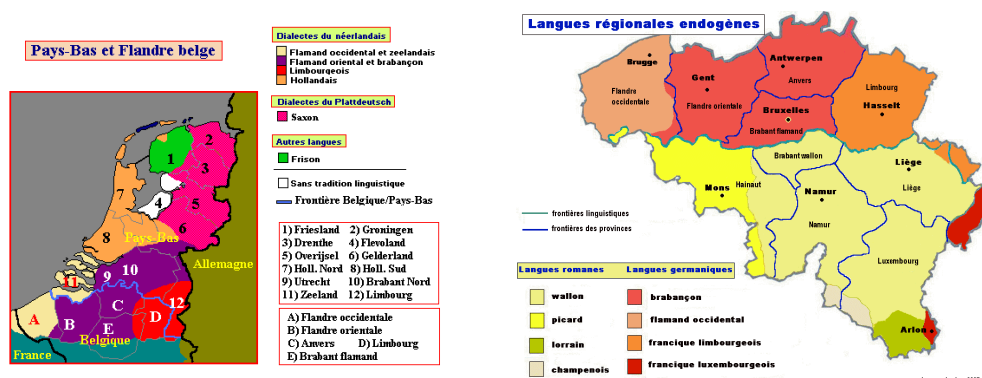 Pays-Bas et Flandre belge
Dialectes du néerlandais
Flamand occidental et zeelandais
Flamand oriental et brabançon
Limbourgeois
Hollandais
Dialectes du Plattdeutsch
Saxon
Autres langues
Frison
Sans tradition linguistique
Frontière Belgique/Pays-Bas
1) Friesland 2) Groningen
3) Drenthe 4) Flevoland
5) Overijsel 6) Gelderland
7) Holl. Nord 8) Holl. Sud
9) Utrecht 10) Brabant Nord
11) Zeeland 12) Limbourg
A) Flandre occidentale
B) Flandre orientale
C) Anvers D) Limbourg
E) Brabant flamand
1
2
3
4
5
6
7
8
Pays-Bas
9
10
11
12
Allemagne
A
B
C
D
E
Belgique
France
Langues régionales endogènes
Brugge
Flandre
occidentale
Gent
Flandre orientale
Antwerpen
Anvers
Bruxelles
Brabant flamand
Limbourg
Hasselt
Brabant wallon
Mons
Hainaut
Namur
Namur
Liège
Liège
Luxembourg
Arlon
frontières linguistiques
frontières des provinces
Langues romanes Langues germaniques
wallon brabançon
picard flamand occidental
lorrain francique limbourgeois
champenois francique luxembourgeois